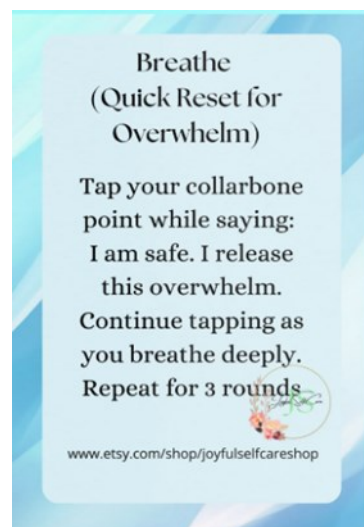 Breathe
(Quick Reset for
Overwhelm)
Tap your collarbone
point while saying:
I am safe. I release
this overwhelm.
Continue tapping as
you breathe deeply.
Repeat for 3 rounds
www.etsy.com/shop/joyfulselfcareshop